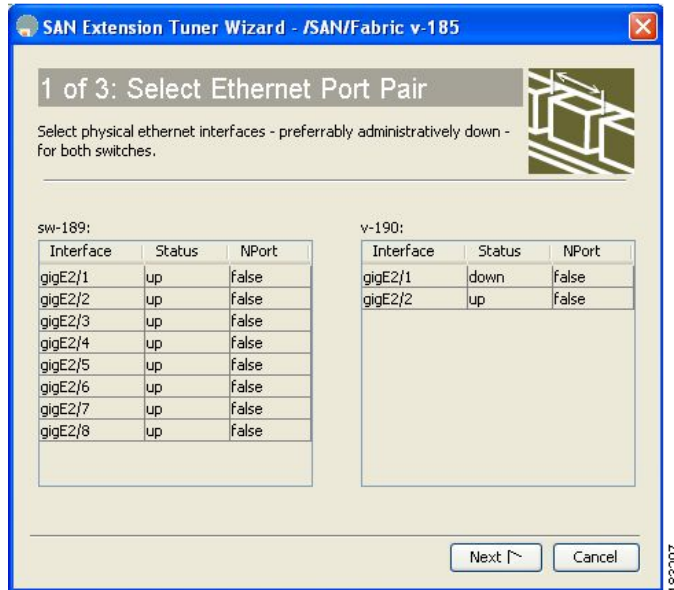 SAN Extension Tuner Wizard - /SAN/Fabric v-185
1 of 3: Select Ethernet Port Pair
Select physical ethernet interfaces - preferrably administratively down -
for both switches.
sw-189:
Interface Status NPort
gigE2/1 up false
gigE2/2 up false
gigE2/3 up false
gigE2/4 up false
gigE2/5 up false
gigE2/6 up false
gigE2/7 up false
gigE2/8 up false
v-190:
Interface Status NPort
gigE2/1 down false
gigE2/2 up false
Next Cancel